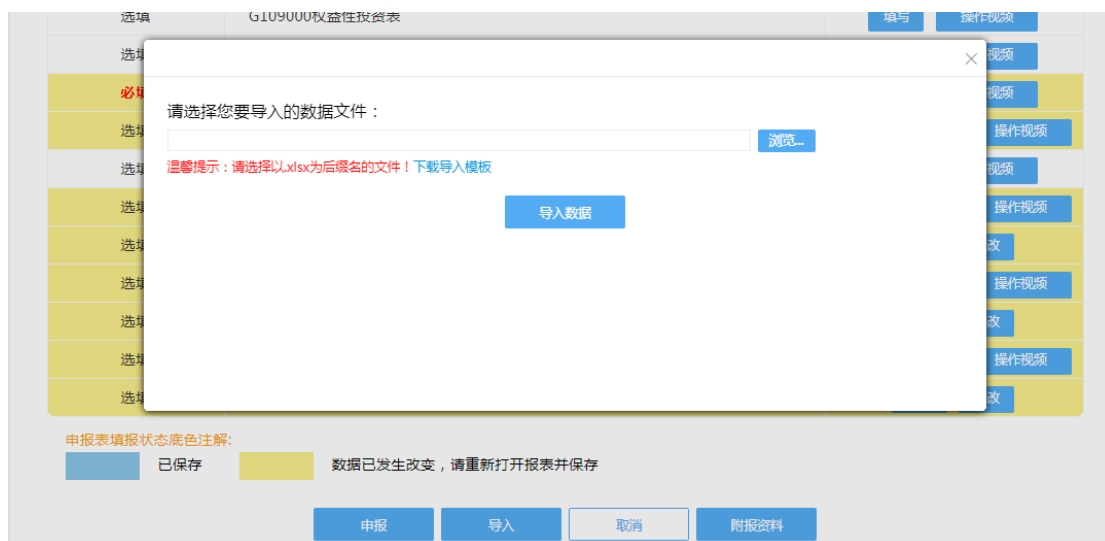 选填 G109000权益性投资表 填写 操作视频
选填 视频
请选择您要导入的数据文件：
必填 视频
浏览...
选填 操作视频
温馨提示：请选择以.xlsx为后缀名的文件！下载导入模板
选填 视频
导入数据
选填 操作视频
选填 改
选填 操作视频
选填 改
选填 操作视频
选填 改
申报表填报状态底色注解:
已保存 数据已发生改变，请重新打开报表并保存
申报 导入 取消 附报资料